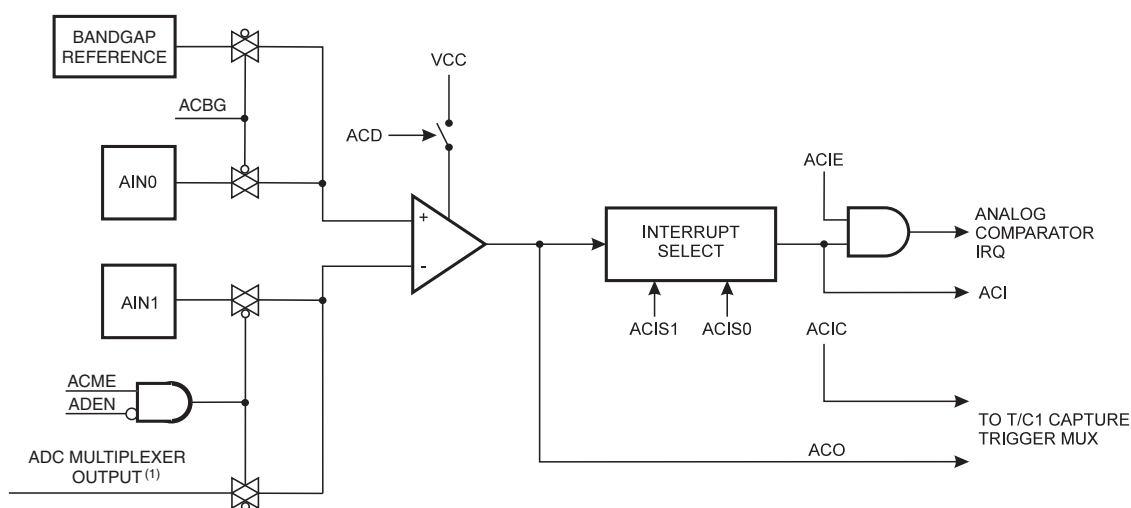 BANDGAP
REFERENCE
ACBG
AIN0
AIN1
ACME
ADEN
ADC MULTIPLEXER
OUTPUT (1)
VCC
ACD
+
-
INTERRUPT
SELECT
ACIS1 ACIS0
ACIE
ANALOG
COMPARATOR
IRQ
ACI
ACIC
TO T/C1 CAPTURE
TRIGGER MUX
ACO